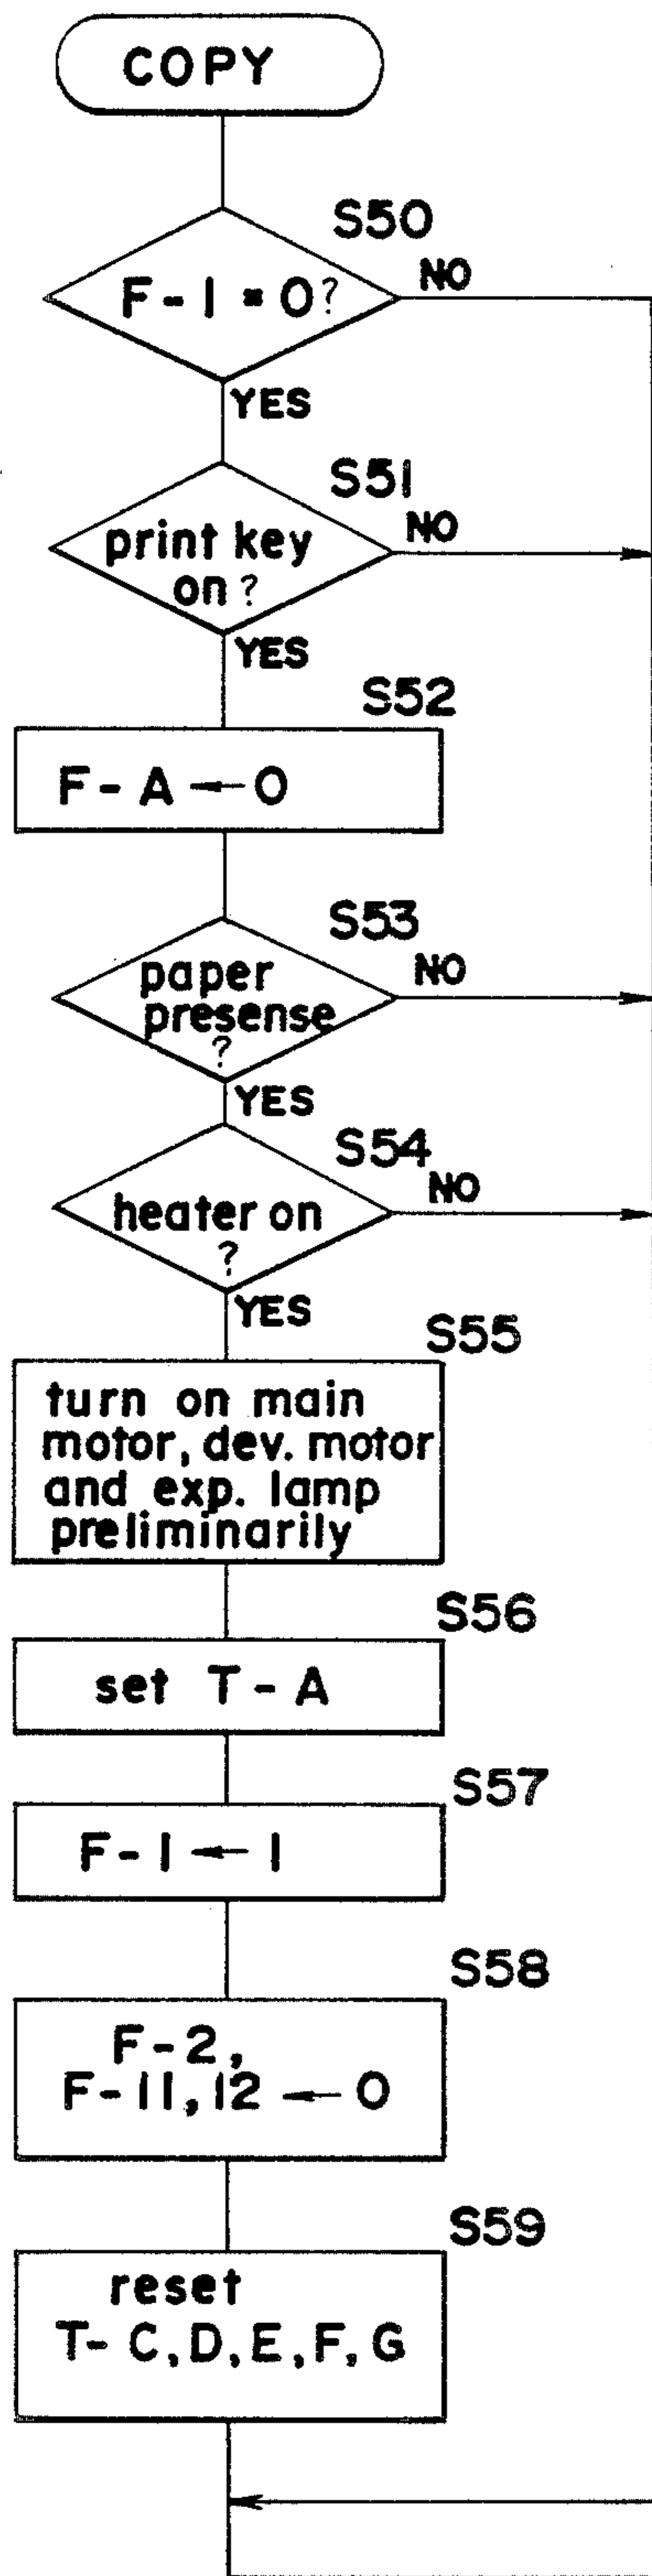 COPY
S50
F-1=0?
NO
YES
S51
print key
on?
NO
YES
S52
F-A←0
S53
paper
presense
?
NO
YES
S54
heater on
?
NO
YES
S55
turn on main
motor, dev. motor
and exp. lamp
preliminarily
S56
set T-A
S57
F-1←1
S58
F-2,
F-11,12←0
S59
reset
T-C,D,E,F,G